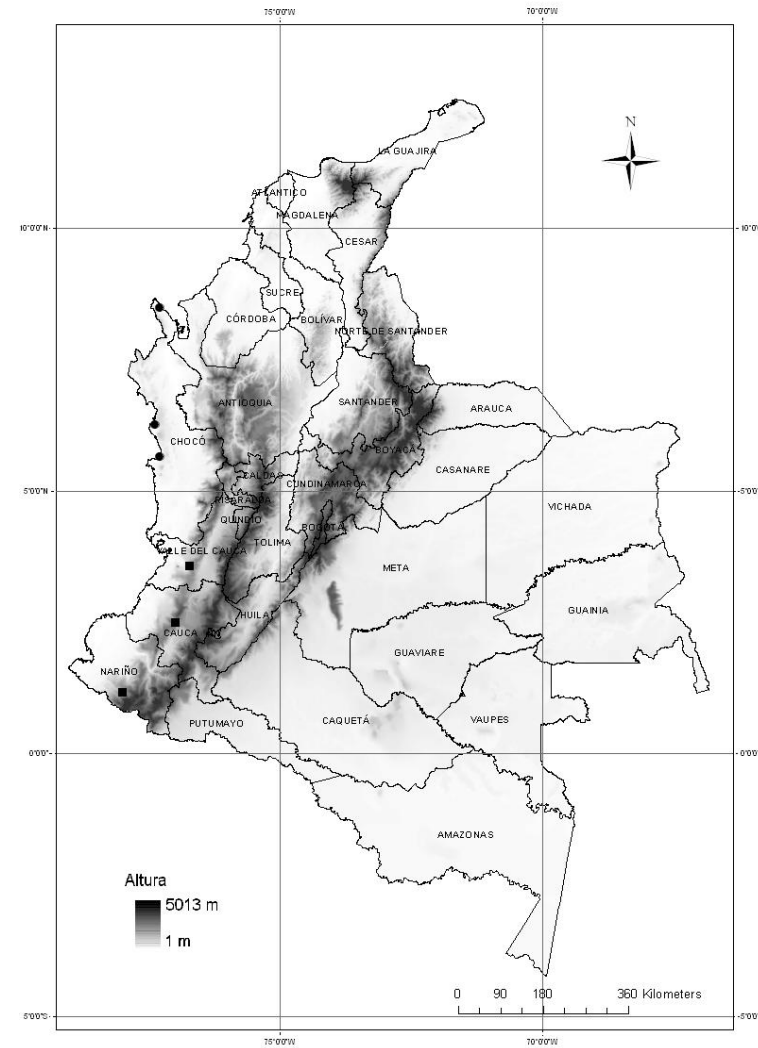 75°0'0"W 70°0'0"W
N
LA GUAJIRA
ATLANTICO
MAGDALENA
10°0'0"N 10°0'0"N
CESAR
SUCRE
CÓRDOBA BOLÍVAR
NORTE DE SANTANDER
ANTIOQUIA SANTANDER
ARAUCA
CHOCÓ
BOYACÁ
CASANARE
CALDAS
CUNDINAMARCA
5°0'0"N 5°0'0"N
RISARALDA
VICHADA
QUINDIO
BOGOTÁ
TOLIMA
VALLE DEL CAUCA
META
GUAINIA
HUILA
CAUCA
GUAVIARE
NARIÑO
PUTUMAYO CAQUETÁ VAUPES
0°0'0" 0°0'0"
AMAZONAS
Altura
5013 m
1 m
0 90 180 360 Kilometers
5°0'0"S 5°0'0"S
75°0'0"W 70°0'0"W